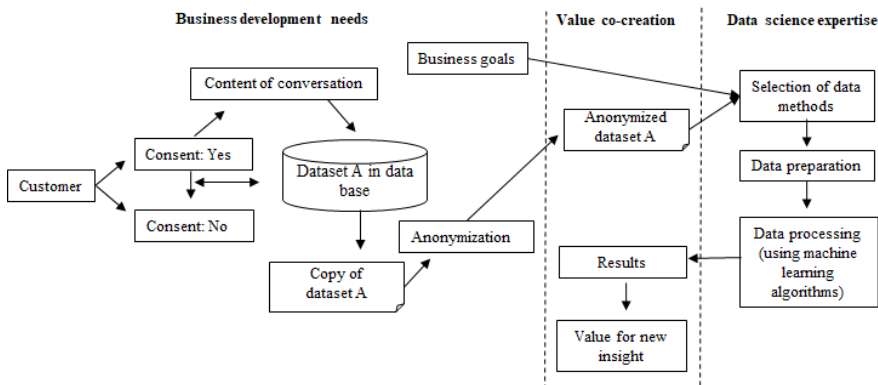 Business development needs
Value co-creation
Data science expertise
Business goals
Content of conversation
Selection of data
methods
Anonymized
dataset A
Consent: Yes
Data preparation
Dataset A in data
base
Customer
Consent: No
Anonymization
Data processing
(using machine
learning
algorithms)
Results
Copy of
dataset A
Value for new
insight